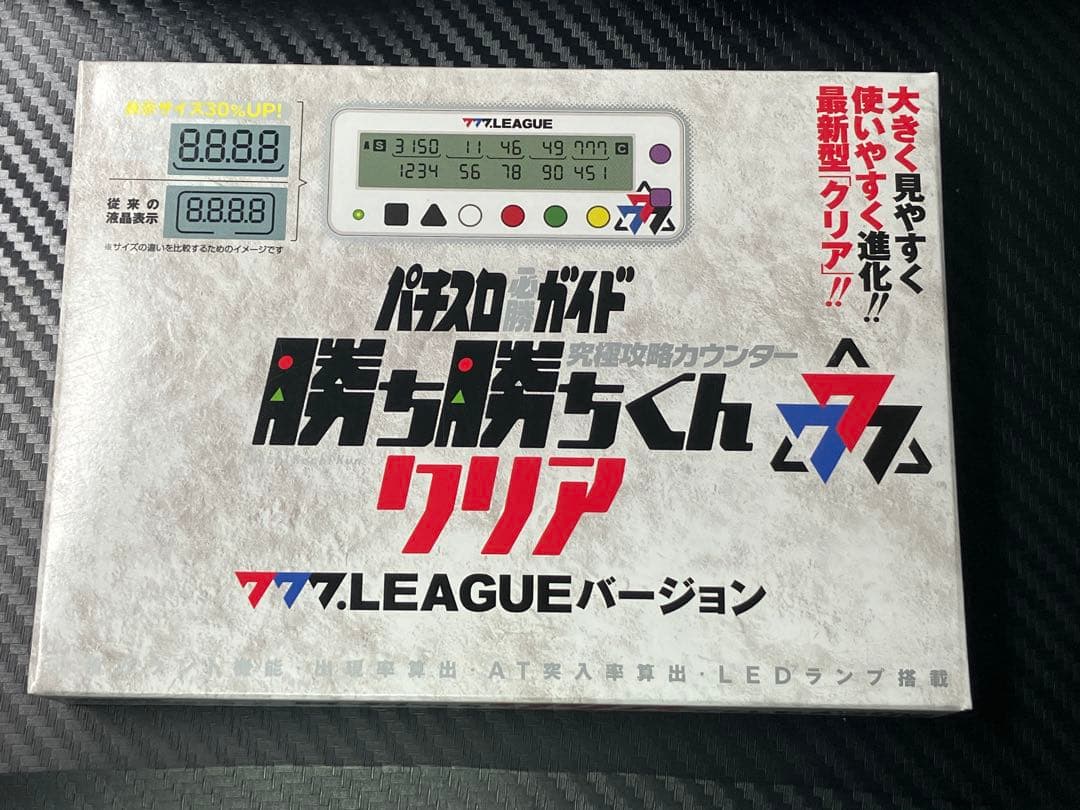 表示サイズ30%UP!
8.8.8.8
従来の
液晶表示
8.8.8.8
※サイズの違いを比較するためのイメージです
777.LEAGUE
A S 3150 11 46 49 777 C
1234 56 78 90 451
大きく見やすく
使いやすく進化!!
最新型「クリア」!!
パチスロ必勝ガイド
究極攻略カウンター
勝ち勝ちくん
クリア
777
777.LEAGUEバージョン
機能・出現率算出・AT突入率算出・LEDランプ搭載